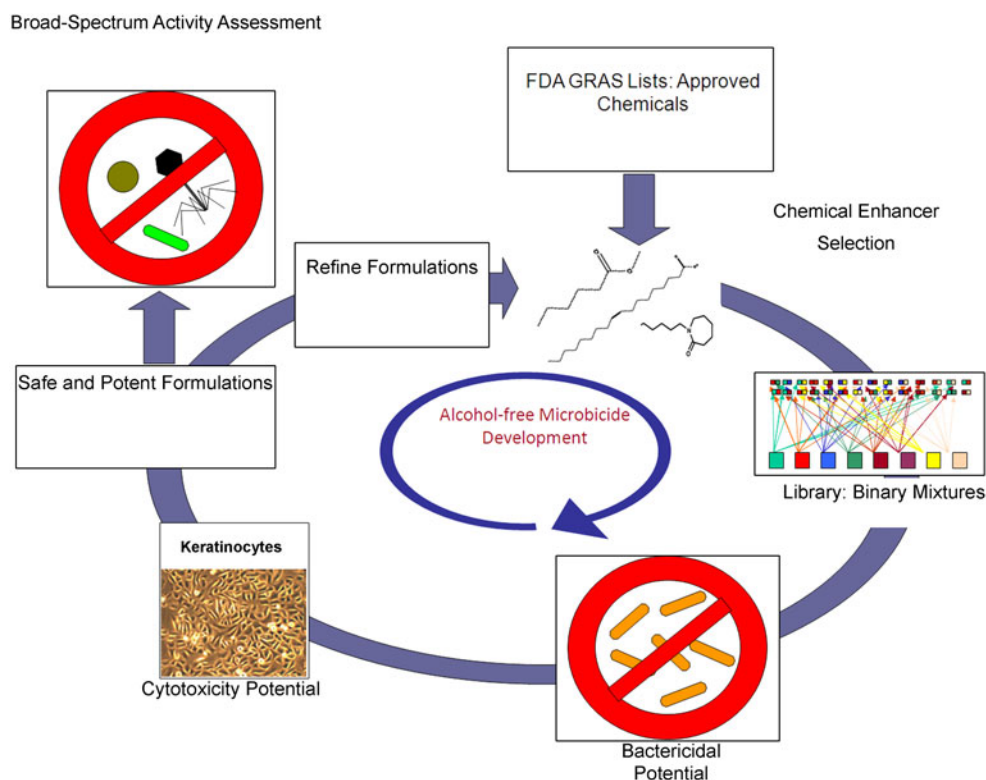 Broad-Spectrum Activity Assessment
FDA GRAS Lists: Approved
Chemicals
Chemical Enhancer
Selection
Refine Formulations
Safe and Potent Formulations
Alcohol-free Microbicide
Development
Library: Binary Mixtures
Keratinocytes
Cytotoxicity Potential
Bactericidal
Potential
O
O
N
O